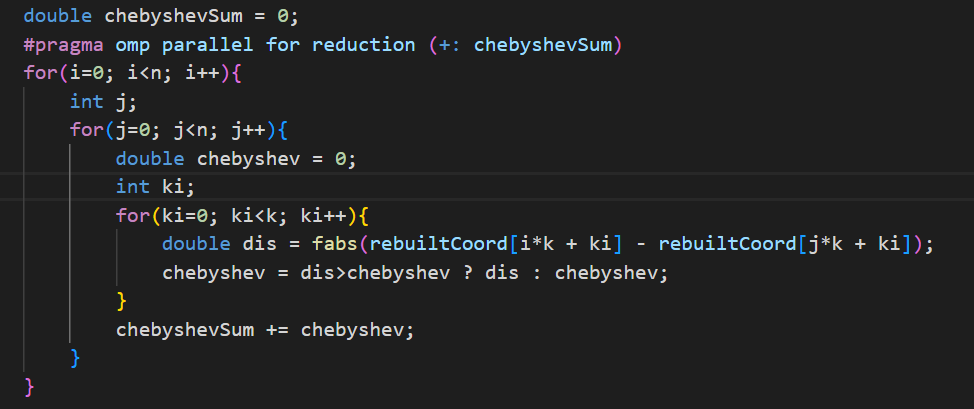 double chebyshevSum = 0;
#pragma omp parallel for reduction (+: chebyshevSum)
for(i=0; i<n; i++){
    int j;
    for(j=0; j<n; j++){
        double chebyshev = 0;
        int ki;
        for(ki=0; ki<k; ki++){
            double dis = fabs(rebuiltCoord[i*k + ki] - rebuiltCoord[j*k + ki]);
            chebyshev = dis>chebyshev ? dis : chebyshev;
        }
        chebyshevSum += chebyshev;
    }
}